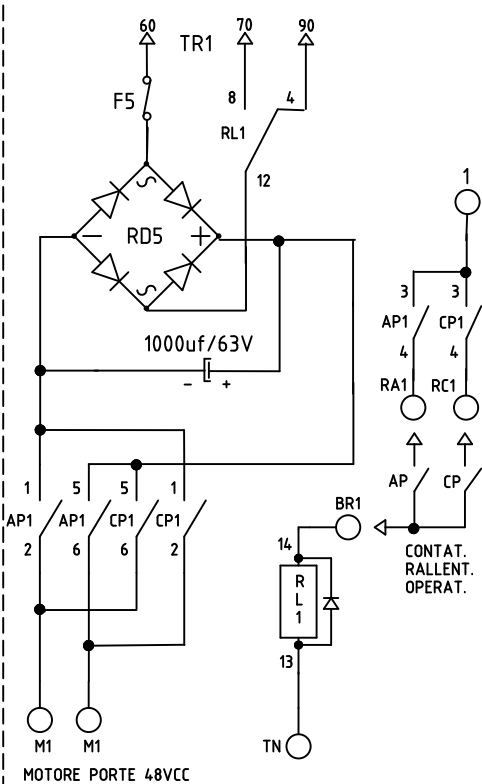 60
TR1
70
90
F5
8
4
RL1
12
1
RD5
−
+
3
3
AP1
CP1
4
4
1000uf/63V
-
+
RA1
RC1
AP
CP
1
5
5
1
AP1
AP1
CP1
CP1
2
6
6
2
BR1
14
CONTAT.
RALLENT.
OPERAT.
R
L
1
13
M1
M1
TN
MOTORE PORTE 48VCC